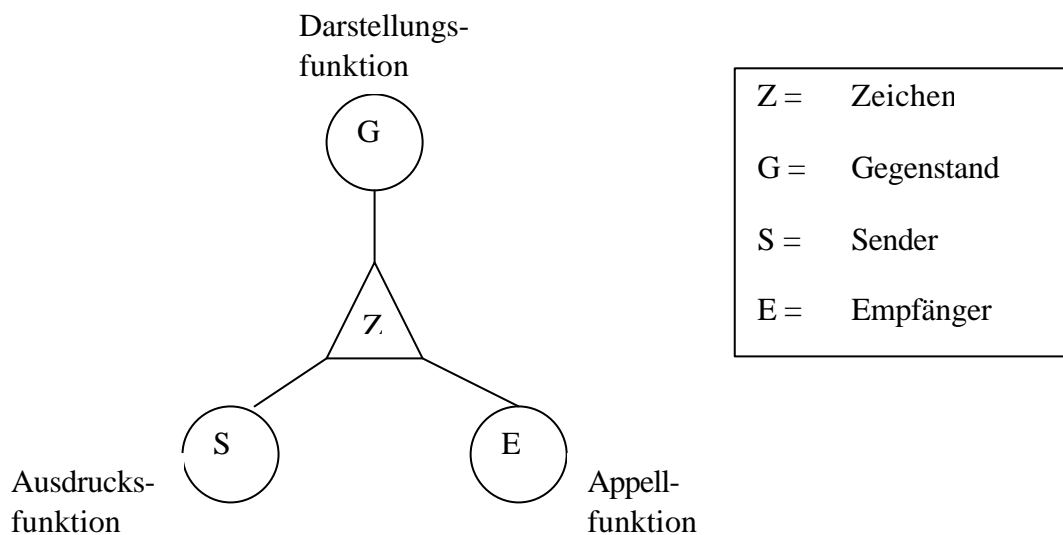 Darstellungs-
funktion
G
Z
S
E
Ausdrucks-
funktion
Appell-
funktion
Z = Zeichen
G = Gegenstand
S = Sender
E = Empfänger